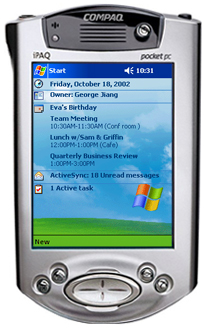 COMPAQ
iPAQ pocket pc
Start 10:31
Friday, October 18, 2002
Owner: George Jiang
Eva's Birthday
Team Meeting
10:30AM-11:30AM (Conf room )
Lunch w/Sam & Griffin
12:00PM-1:00PM (Cafe)
Quarterly Business Review
1:00PM-3:00PM
ActiveSync: 18 Unread messages
1 Active task
New